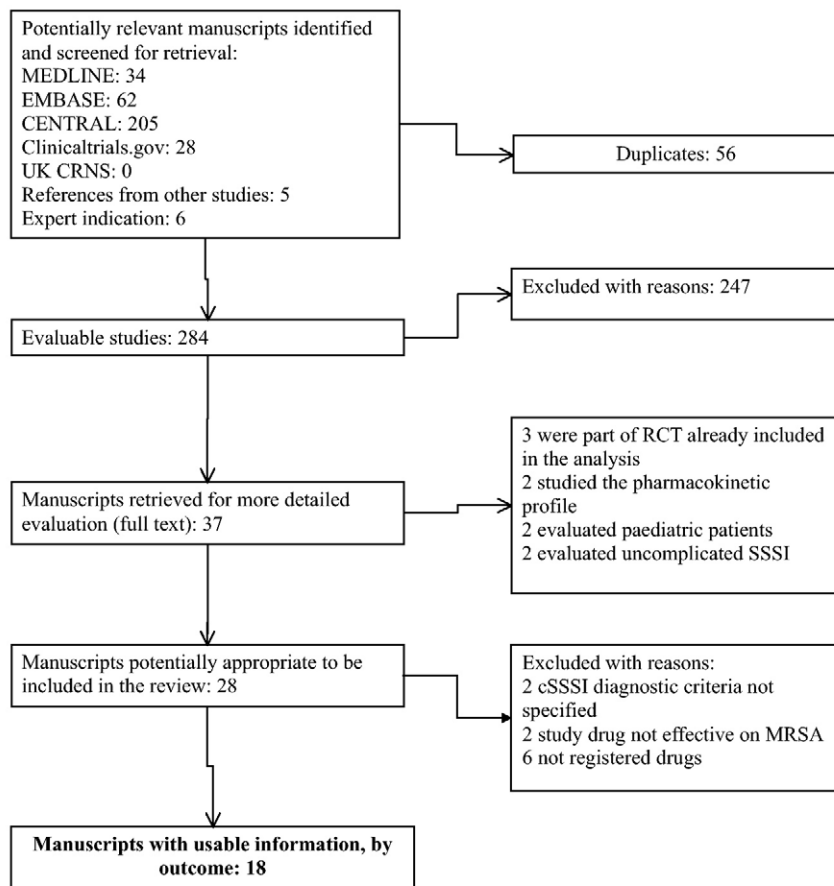 Potentially relevant manuscripts identified
and screened for retrieval:
MEDLINE: 34
EMBASE: 62
CENTRAL: 205
Clinicaltrials.gov: 28
UK CRNS: 0
References from other studies: 5
Expert indication: 6
Duplicates: 56
Excluded with reasons: 247
Evaluable studies: 284
3 were part of RCT already included
in the analysis
2 studied the pharmacokinetic
profile
2 evaluated paediatric patients
2 evaluated uncomplicated SSSI
Manuscripts retrieved for more detailed
evaluation (full text): 37
Manuscripts potentially appropriate to be
included in the review: 28
Excluded with reasons:
2 cSSSI diagnostic criteria not
specified
2 study drug not effective on MRSA
6 not registered drugs
Manuscripts with usable information, by
outcome: 18